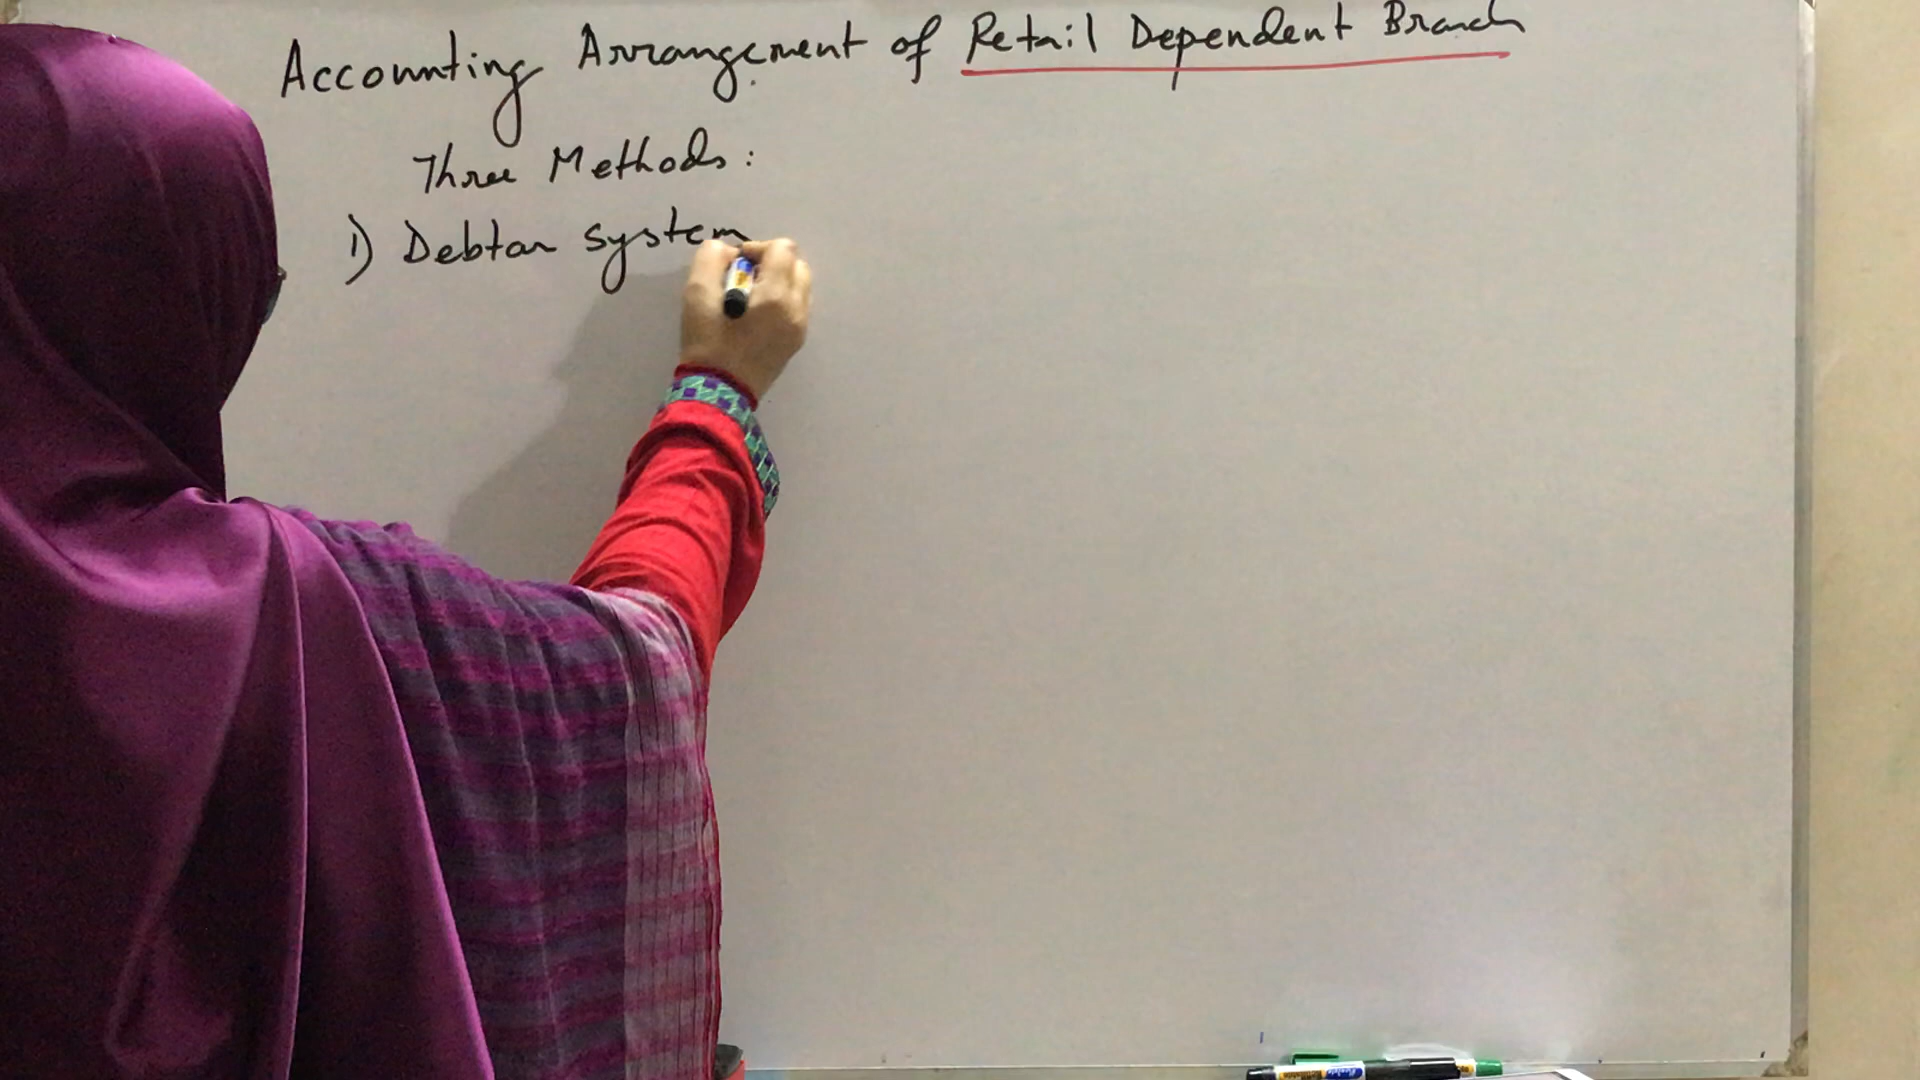 Accounting Arrangement of Retail Dependent Branch
Three Methods:
1) Debtor system